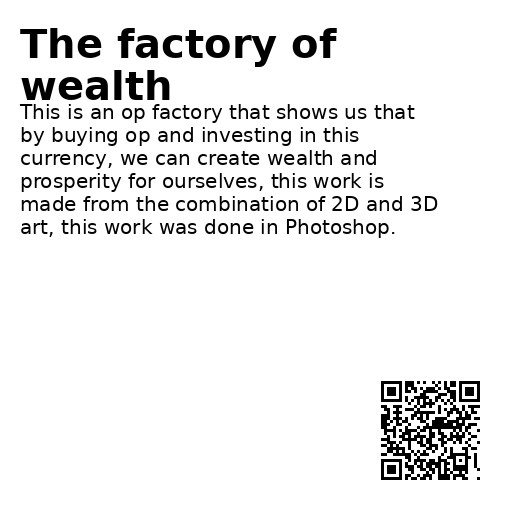 The factory of
wealth
This is an op factory that shows us that
by buying op and investing in this
currency, we can create wealth and
prosperity for ourselves, this work is
made from the combination of 2D and 3D
art, this work was done in Photoshop.